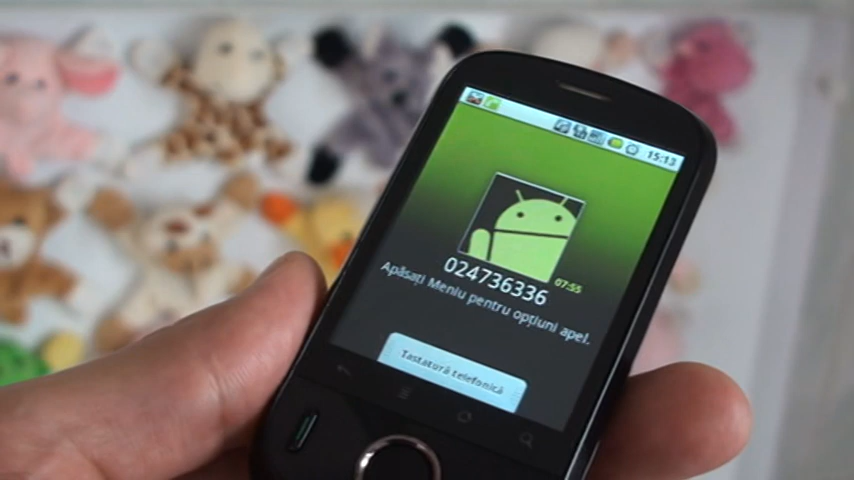 15:13
024736336
07:55
Apăsați Meniu pentru opțiuni apel.
Tastatură telefonică